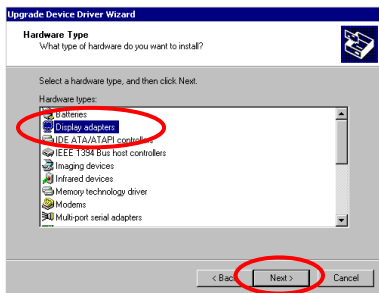 Upgrade Device Driver Wizard
Hardware Type
What type of hardware do you want to install?
Select a hardware type, and then click Next.
Hardware types:
Batteries
Display adapters
IDE ATA/ATAPI controllers
IEEE 1394 Bus host controllers
Imaging devices
Infrared devices
Memory technology driver
Modems
Multi-port serial adapters
< Back
Next >
Cancel